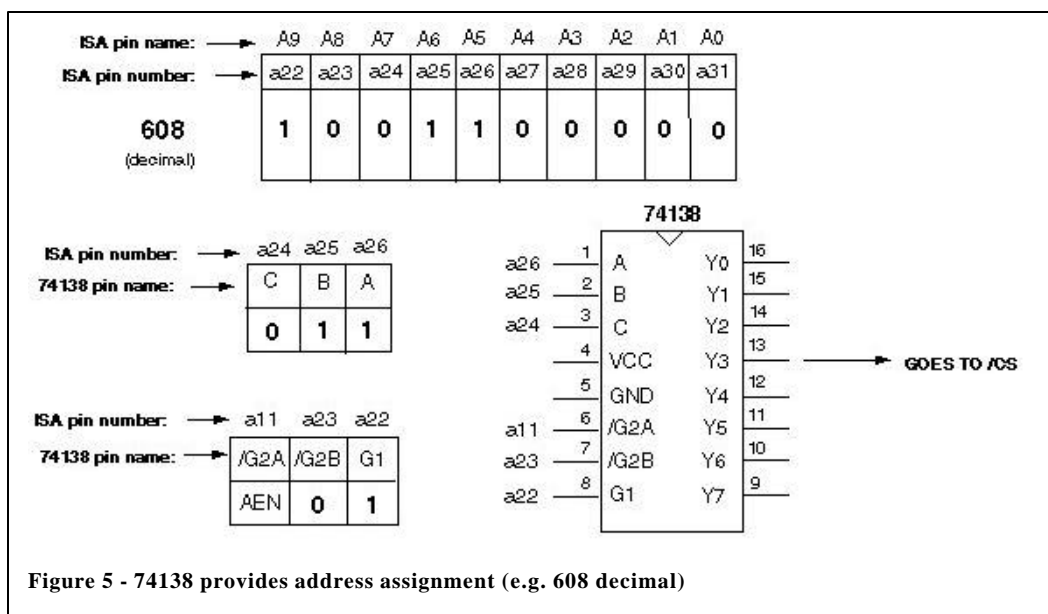 ISA pin name: A9 A8 A7 A6 A5 A4 A3 A2 A1 A0
ISA pin number: a22 a23 a24 a25 a26 a27 a28 a29 a30 a31
608 1 0 0 1 1 0 0 0 0 0
(decimal)
ISA pin number: a24 a25 a26
74138 pin name: C B A
0 1 1
ISA pin number: a11 a23 a22
74138 pin name: /G2A /G2B G1
AEN 0 1
74138
a26 1 A Y0 16
a25 2 B Y1 15
a24 3 C Y2 14
4 VCC Y3 13 GOES TO /CS
5 GND Y4 12
a11 6 /G2A Y5 11
a23 7 /G2B Y6 10
a22 8 G1 Y7 9
Figure 5 - 74138 provides address assignment (e.g. 608 decimal)